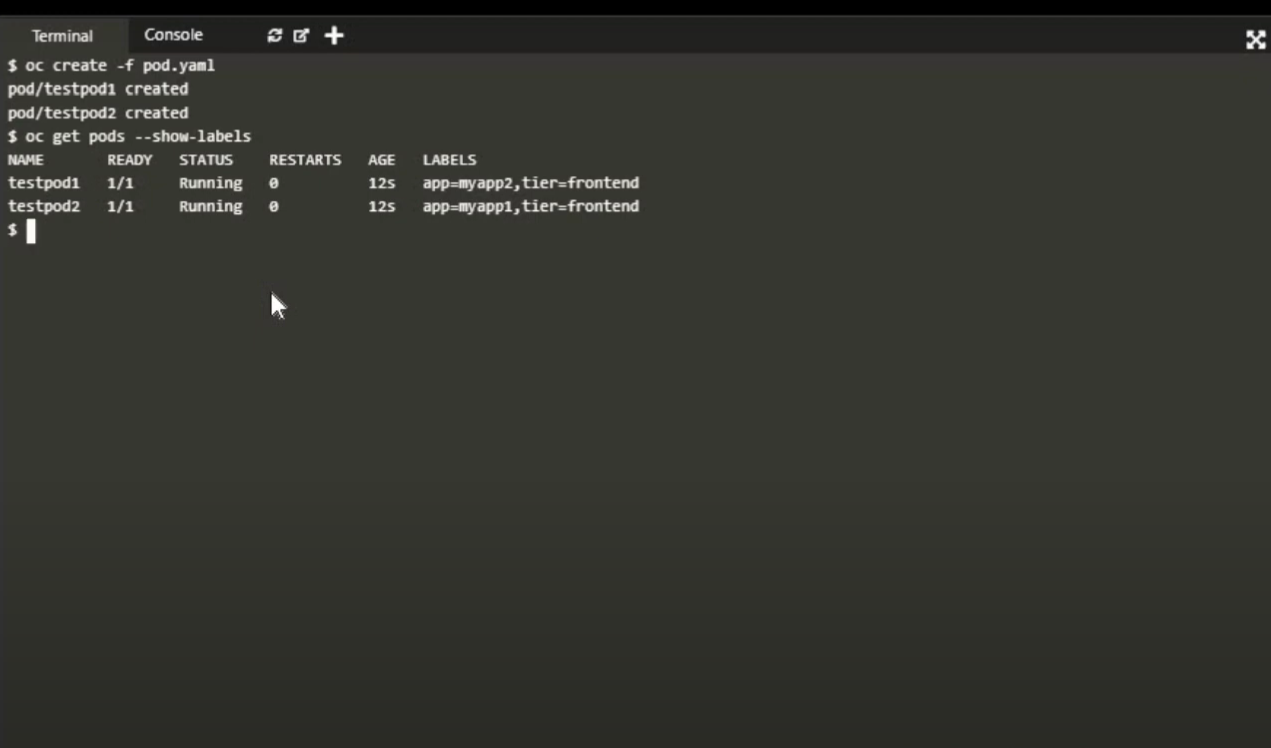 Terminal Console
$ oc create -f pod.yaml
pod/testpod1 created
pod/testpod2 created
$ oc get pods --show-labels
NAME READY STATUS RESTARTS AGE LABELS
testpod1 1/1 Running 0 12s app=myapp2,tier=frontend
testpod2 1/1 Running 0 12s app=myapp1,tier=frontend
$